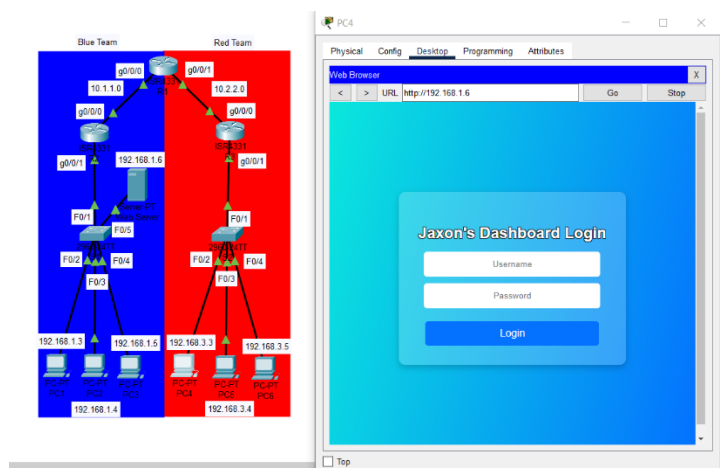 Blue Team
Red Team
g0/0/0
g0/0/1
R1
10.1.1.0
10.2.2.0
g0/0/0
g0/0/0
g0/0/1
g0/0/1
192.168.1.6
Web Server
F0/1
F0/5
F0/1
F0/2
F0/4
F0/3
F0/2
F0/4
F0/3
192.168.1.3
192.168.1.5
192.168.3.3
192.168.3.5
PC-PT
PC1
PC-PT
PC2
PC-PT
PC3
PC-PT
PC4
PC-PT
PC5
PC-PT
PC6
192.168.1.4
192.168.3.4
PC4
Physical Config Desktop Programming Attributes
Web Browser X
< > URL http://192.168.1.6 Go Stop
Jaxon's Dashboard Login
Username
Password
Login
Top